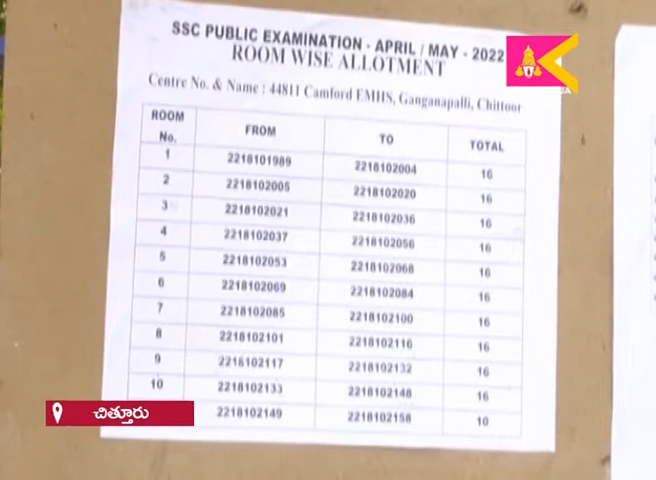 SSC PUBLIC EXAMINATION - APRIL / MAY - 2022
ROOM WISE ALLOTMENT
Centre No. & Name : 44811 Camford EMHS, Ganganapalli, Chittoor
ROOM No. FROM TO TOTAL
1 2218101989 2218102004 16
2 2218102005 2218102020 16
3 2218102021 2218102036 16
4 2218102037 2218102056 16
5 2218102053 2218102068 16
6 2218102069 2218102084 16
7 2218102085 2218102100 16
8 2218102101 2218102116 16
9 2218102117 2218102132 16
10 2218102133 2218102148 16
2218102149 2218102158 10
చిత్తూరు